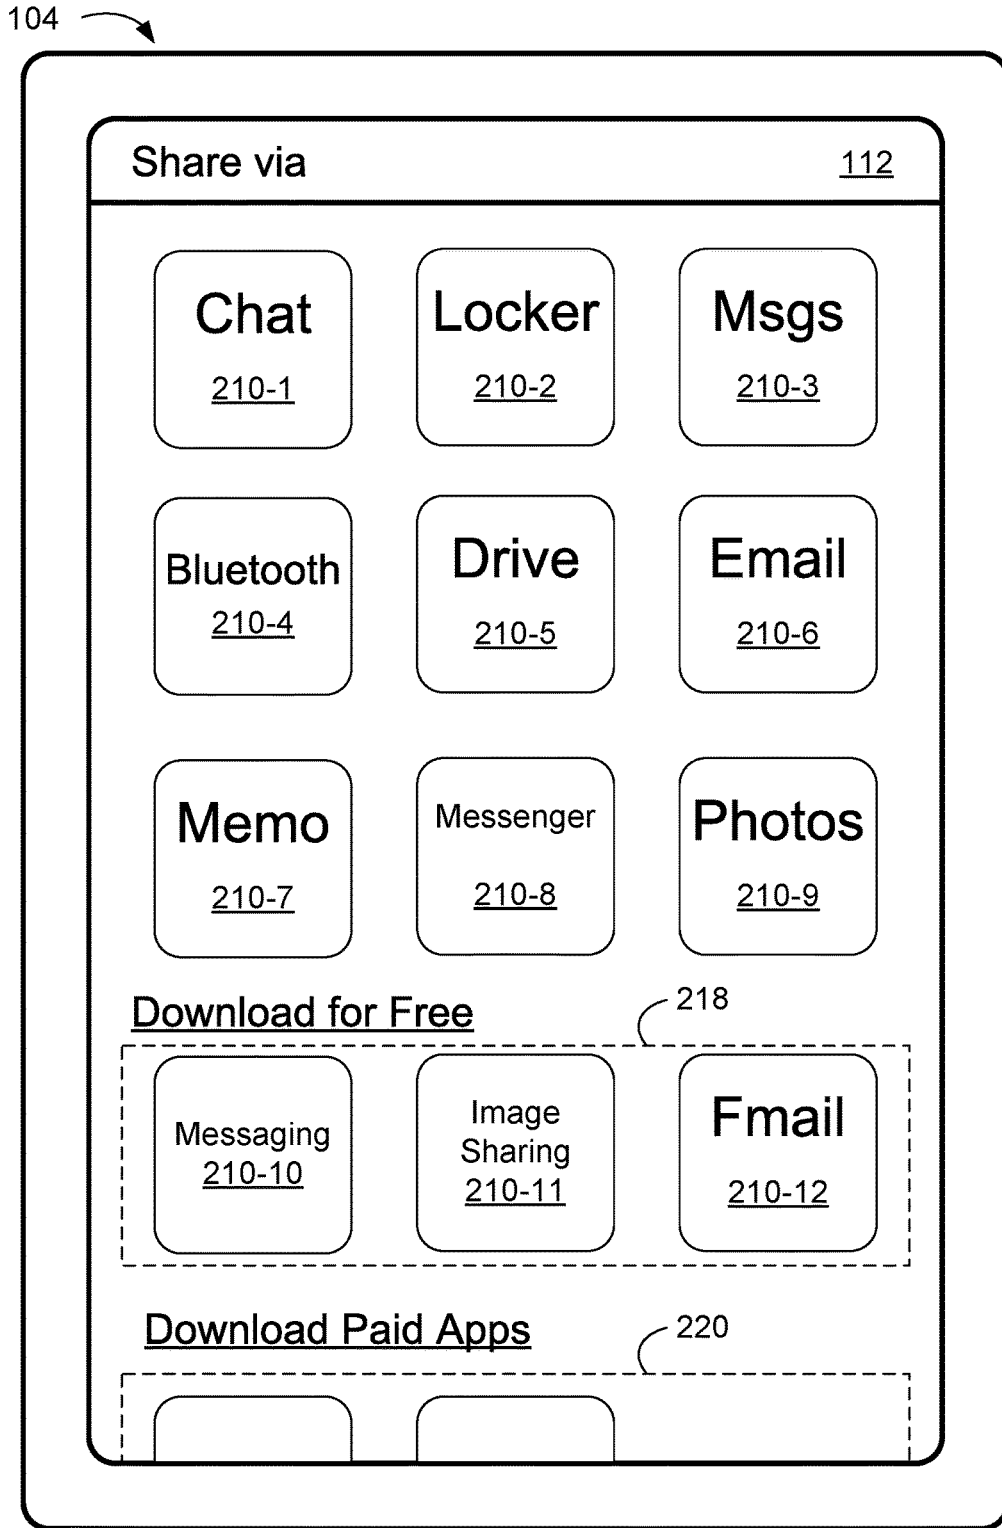 104
Share via 112
Chat Locker Msgs
210-1 210-2 210-3
Bluetooth Drive Email
210-4 210-5 210-6
Memo Messenger Photos
210-7 210-8 210-9
Download for Free 218
Messaging
210-10
Image
Sharing
210-11
Fmail
210-12
Download Paid Apps 220